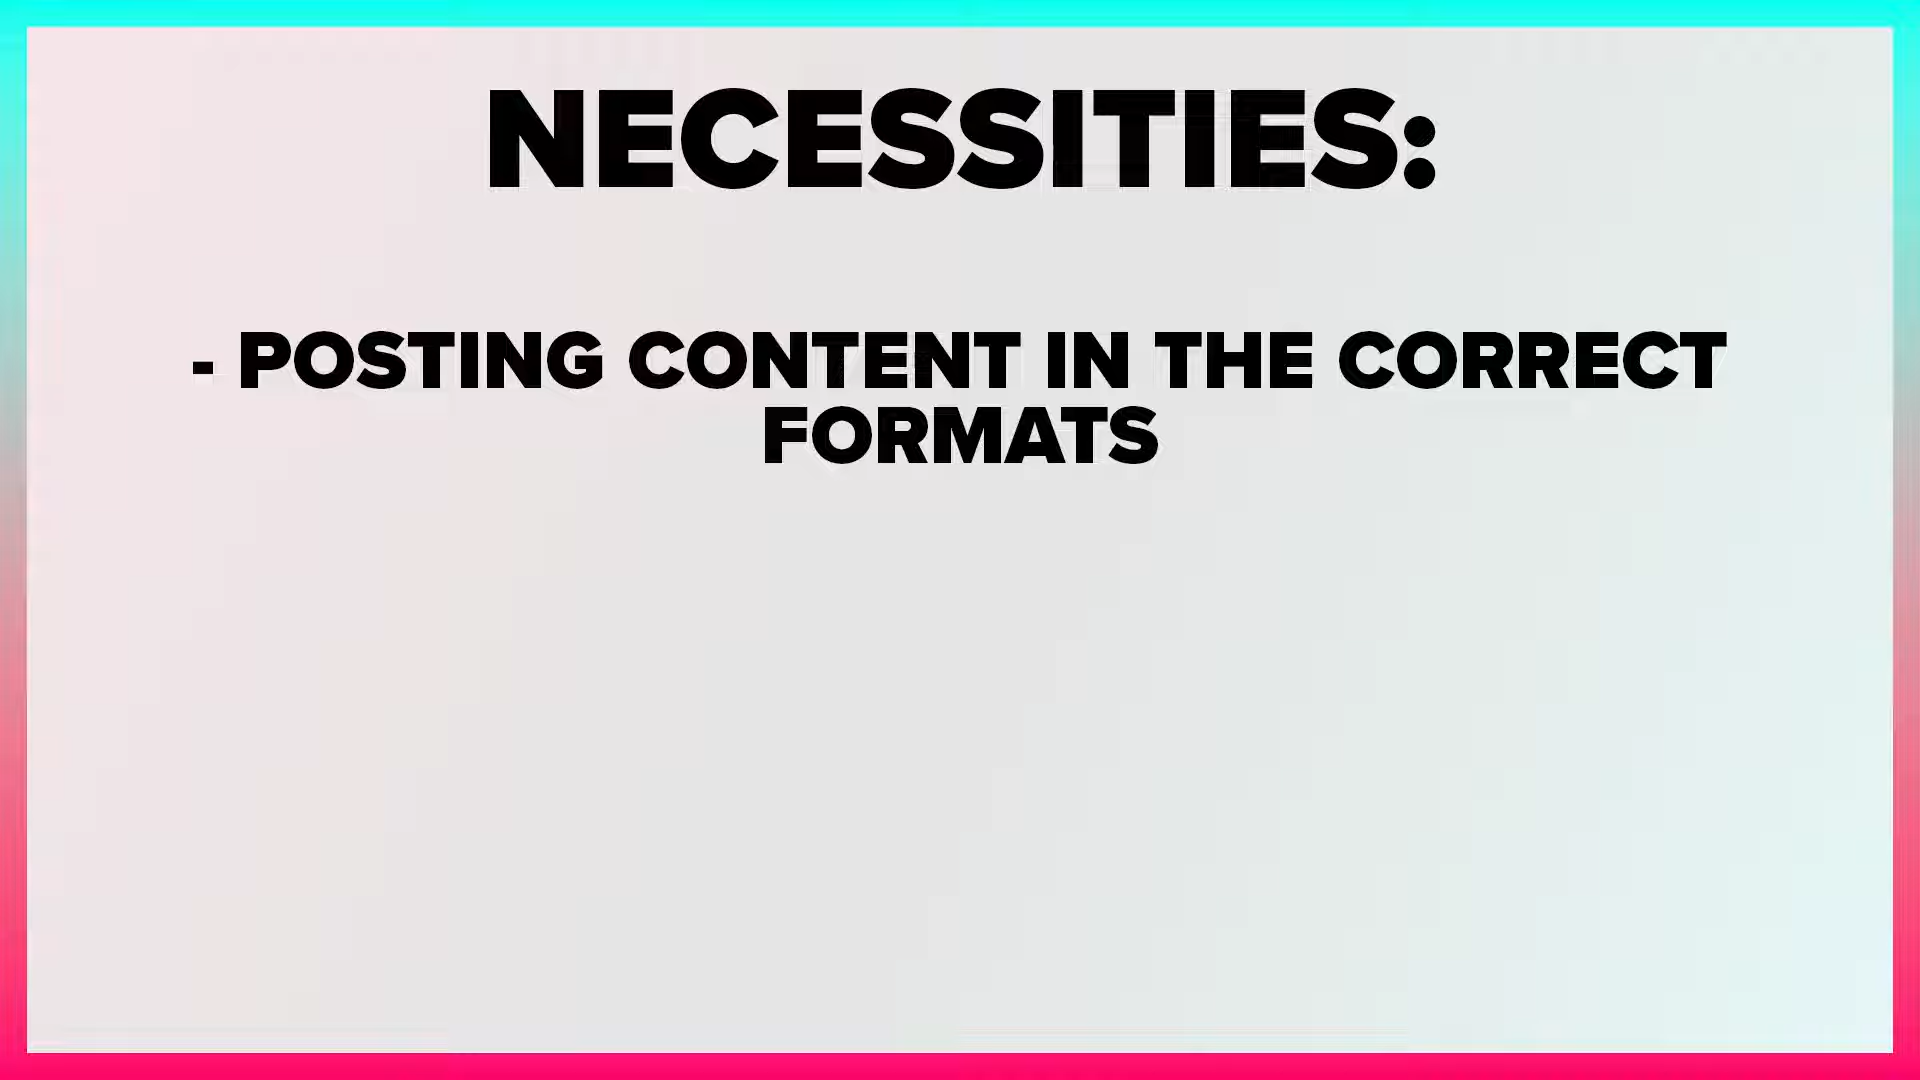 NECESSITIES:
- POSTING CONTENT IN THE CORRECT
FORMATS